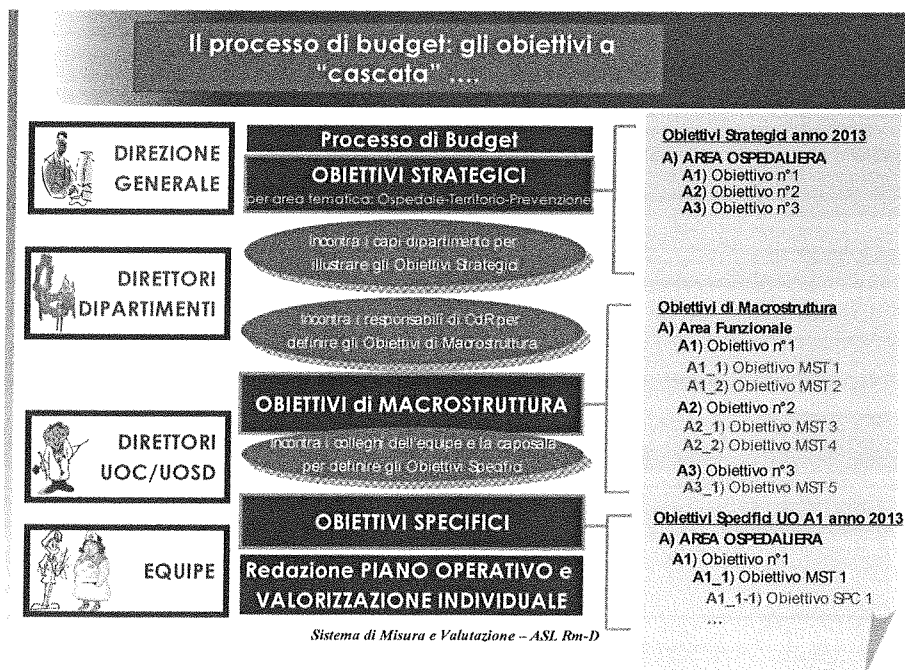 Il processo di budget: gli obiettivi a
"cascata" ....
DIREZIONE
GENERALE
DIRETTORI
DIPARTIMENTI
DIRETTORI
UOC/UOSD
EQUIPE
Processo di Budget
OBIETTIVI STRATEGICI
per area tematica: Ospedale-Territorio-Prevenzione
Incontra i capi dipartimento per
illustrare gli Obiettivi Strategici
Incontra i responsabili di CdR per
definire gli Obiettivi di Macrostruttura
OBIETTIVI di MACROSTRUTTURA
Incontra i colleghi dell'equipe e la caposala
per definire gli Obiettivi Specifici
OBIETTIVI SPECIFICI
Redazione PIANO OPERATIVO e
VALORIZZAZIONE INDIVIDUALE
Obiettivi Strategici anno 2013
A) AREA OSPEDALIERA
A1) Obiettivo n°1
A2) Obiettivo n°2
A3) Obiettivo n°3
Obiettivi di Macrostruttura
A) Area Funzionale
A1) Obiettivo n°1
A1_1) Obiettivo MST 1
A1_2) Obiettivo MST 2
A2) Obiettivo n°2
A2_1) Obiettivo MST 3
A2_2) Obiettivo MST 4
A3) Obiettivo n°3
A3_1) Obiettivo MST 5
Obiettivi Specifici UO A1 anno 2013
A) AREA OSPEDALIERA
A1) Obiettivo n°1
A1_1) Obiettivo MST 1
A1_1-1) Obiettivo SPC 1
...
Sistema di Misura e Valutazione – ASL Rm-D